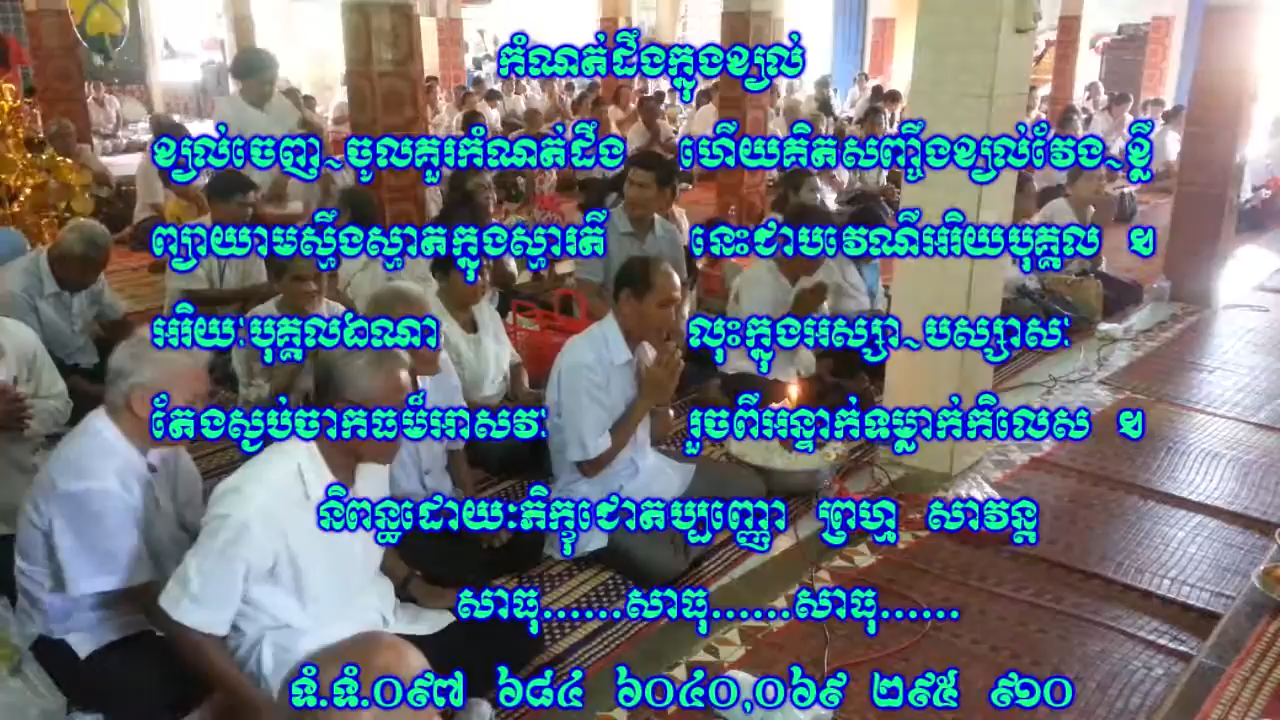 កំណត់ដឹងក្នុងខ្យល់
ខ្យល់ចេញ~ចូលគួរកំណត់ដឹង ហើយគិតសញ្ជឹងខ្យល់វែង~ខ្លី
ព្យាយាមស្មឹងស្មាតក្នុងស្មារតី នេះជាបវេណីអរិយបុគ្គល ។
អរិយៈបុគ្គលឯណា លុះក្នុងអស្សា~បស្សាសៈ
តែងស្ងប់ចាកធម៌អាសវៈ រួចពីអន្ទាក់ទម្លាក់កិលេស ។
និពន្ធដោយៈភិក្ខុជោតប្បញ្ញោ ព្រហ្ម សាវន្ត
សាធុ......សាធុ......សាធុ......
ទំ.ទំ.០៩៧ ៦៨៤ ៦០៤០,០៦៩ ២៩៥ ៩១០